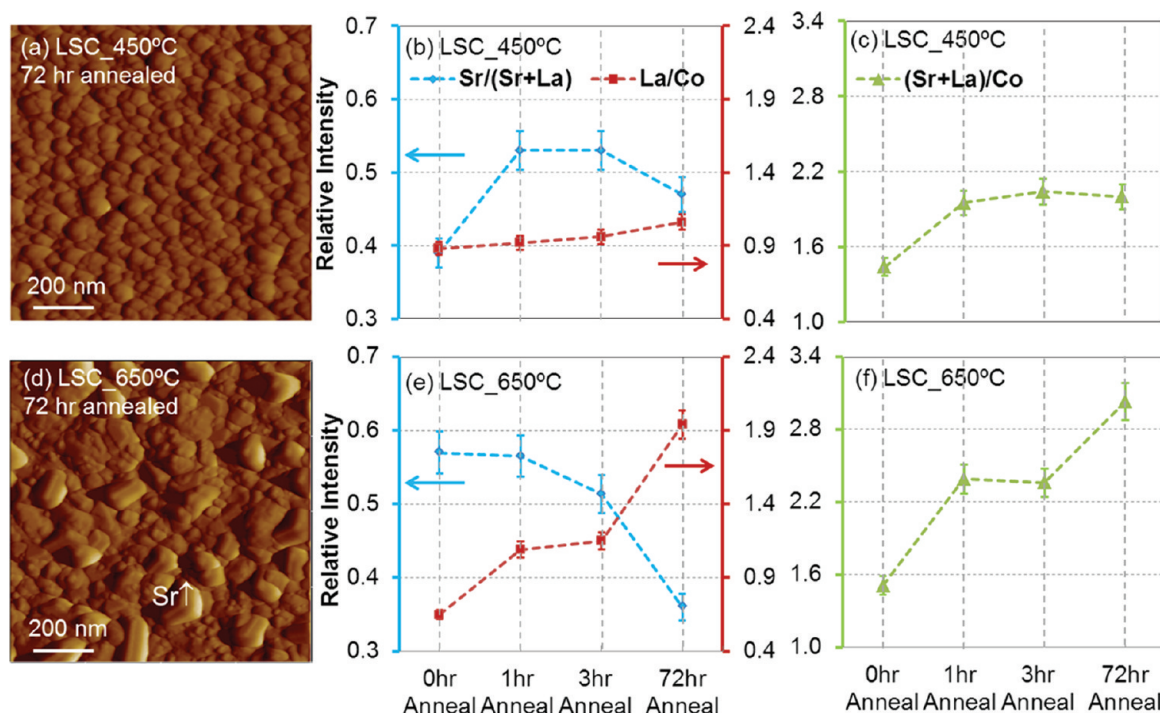 (a) LSC_450ºC
72 hr annealed
200 nm
(b) LSC_450ºC
Sr/(Sr+La)
La/Co
Relative Intensity
0.7
0.6
0.5
0.4
0.3
2.4
1.9
1.4
0.9
0.4
(c) LSC_450ºC
(Sr+La)/Co
3.4
2.8
2.2
1.6
1.0
(d) LSC_650ºC
72 hr annealed
Sr↑
200 nm
(e) LSC_650ºC
Relative Intensity
0.7
0.6
0.5
0.4
0.3
2.4
1.9
1.4
0.9
0.4
0hr 1hr 3hr 72hr
Anneal Anneal Anneal Anneal
(f) LSC_650ºC
3.4
2.8
2.2
1.6
1.0
0hr 1hr 3hr 72hr
Anneal Anneal Anneal Anneal